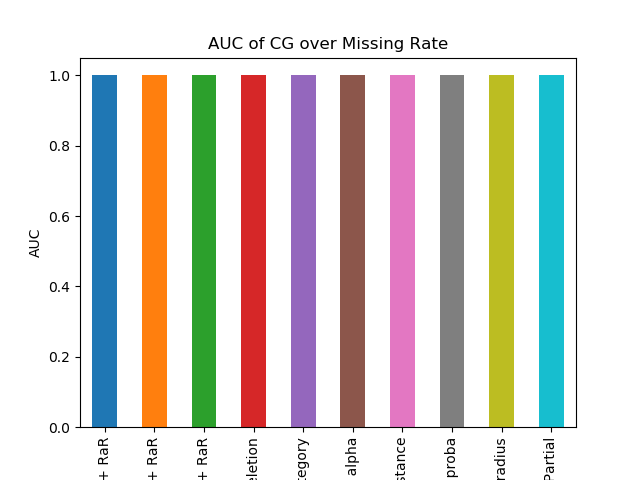 AUC of CG over Missing Rate
AUC
1.0
0.8
0.6
0.4
0.2
0.0
+ RaR
+ RaR
+ RaR
eletion
tegory
alpha
stance
proba
radius
Partial